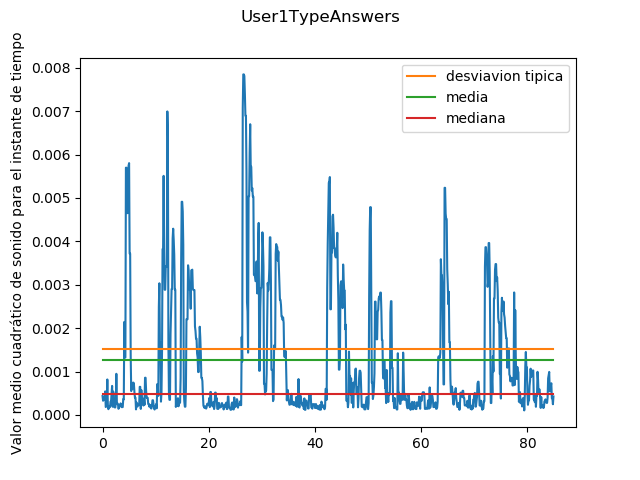 User1TypeAnswers
Valor medio cuadrático de sonido para el instante de tiempo
0.008
0.007
0.006
0.005
0.004
0.003
0.002
0.001
0.000
0 20 40 60 80
desviavion tipica
media
mediana